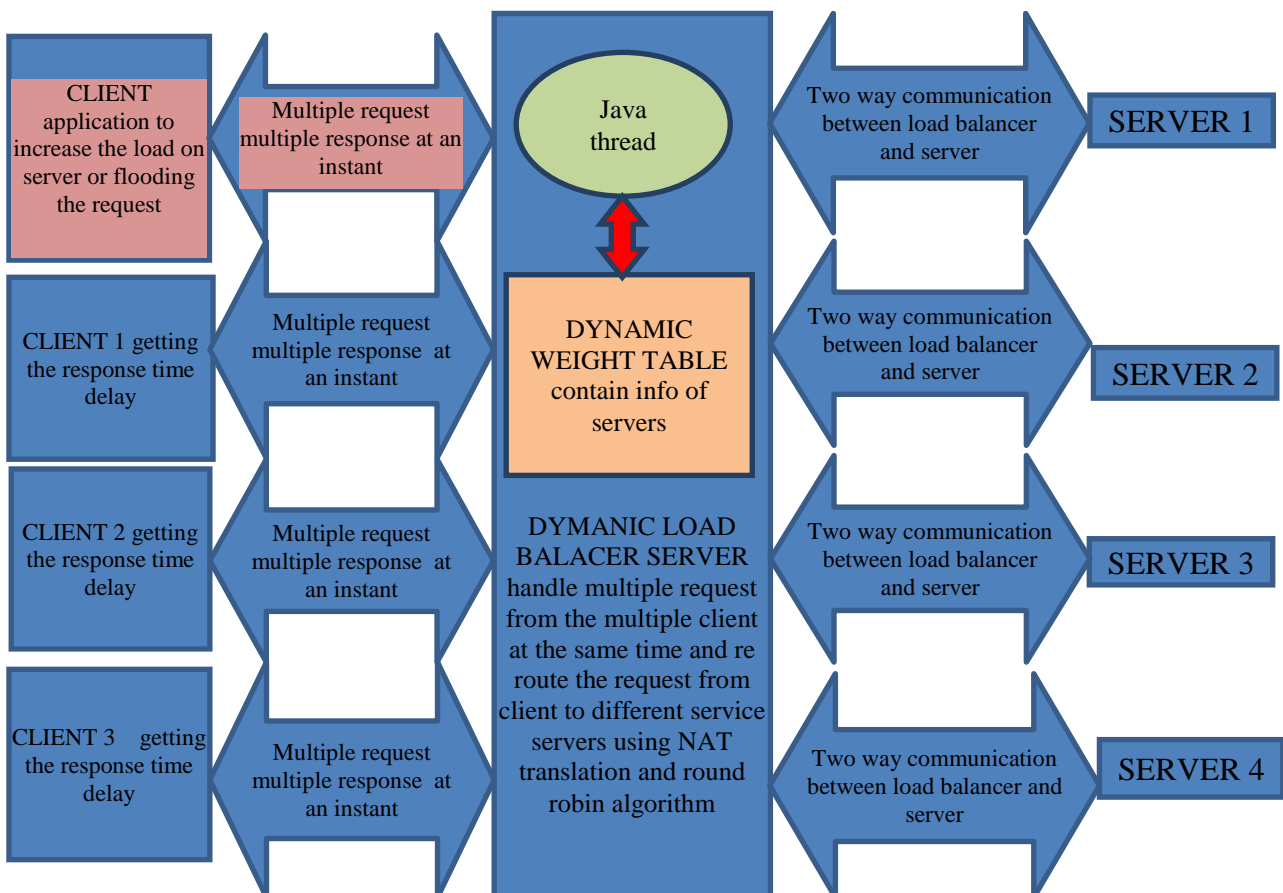 CLIENT
application to
increase the load on
server or flooding
the request
Multiple request
multiple response at an
instant
Java
thread
Two way communication
between load balancer
and server
SERVER 1
CLIENT 1 getting
the response time
delay
Multiple request
multiple response at
an instant
DYNAMIC
WEIGHT TABLE
contain info of
servers
Two way communication
between load balancer
and server
SERVER 2
CLIENT 2 getting
the response time
delay
Multiple request
multiple response at
an instant
DYMANIC LOAD
BALACER SERVER
handle multiple request
from the multiple client
at the same time and re
route the request from
client to different service
servers using NAT
translation and round
robin algorithm
Two way communication
between load balancer
and server
SERVER 3
CLIENT 3 getting
the response time
delay
Multiple request
multiple response at
an instant
Two way communication
between load balancer and
server
SERVER 4